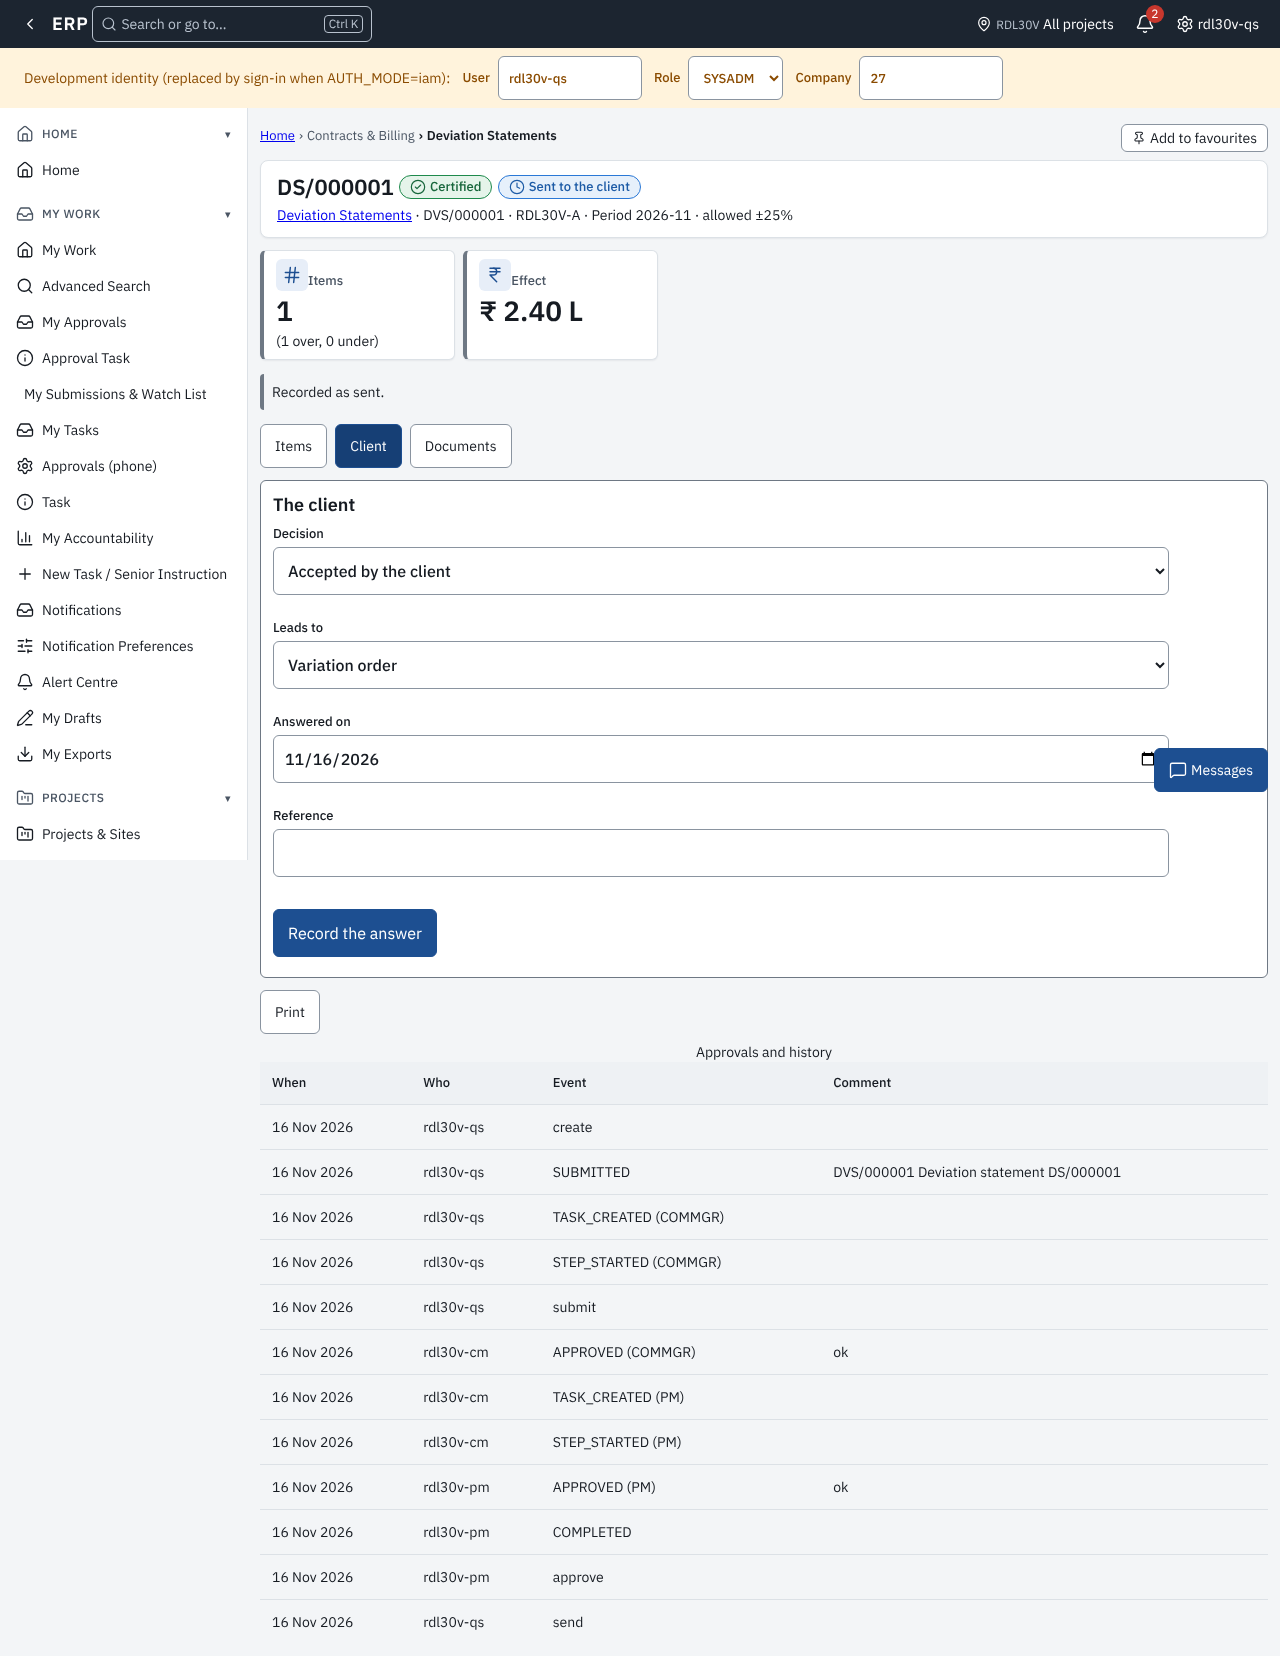 ERP
Search or go to...
Ctrl K
RDL30V All projects
2
rdl30v-qs
Development identity (replaced by sign-in when AUTH_MODE=iam):
User
rdl30v-qs
Role
SYSADM
Company
27
HOME
Home
MY WORK
My Work
Advanced Search
My Approvals
Approval Task
My Submissions & Watch List
My Tasks
Approvals (phone)
Task
My Accountability
New Task / Senior Instruction
Notifications
Notification Preferences
Alert Centre
My Drafts
My Exports
PROJECTS
Projects & Sites
Home › Contracts & Billing › Deviation Statements
Add to favourites
DS/000001
Certified
Sent to the client
Deviation Statements · DVS/000001 · RDL30V-A · Period 2026-11 · allowed ±25%
Items
1
(1 over, 0 under)
₹ Effect
₹ 2.40 L
Recorded as sent.
Items
Client
Documents
The client
Decision
Accepted by the client
Leads to
Variation order
Answered on
11/16/2026
Messages
Reference
Record the answer
Print
Approvals and history
When Who Event Comment
16 Nov 2026 rdl30v-qs create
16 Nov 2026 rdl30v-qs SUBMITTED DVS/000001 Deviation statement DS/000001
16 Nov 2026 rdl30v-qs TASK_CREATED (COMMGR)
16 Nov 2026 rdl30v-qs STEP_STARTED (COMMGR)
16 Nov 2026 rdl30v-qs submit
16 Nov 2026 rdl30v-cm APPROVED (COMMGR) ok
16 Nov 2026 rdl30v-cm TASK_CREATED (PM)
16 Nov 2026 rdl30v-cm STEP_STARTED (PM)
16 Nov 2026 rdl30v-pm APPROVED (PM) ok
16 Nov 2026 rdl30v-pm COMPLETED
16 Nov 2026 rdl30v-pm approve
16 Nov 2026 rdl30v-qs send